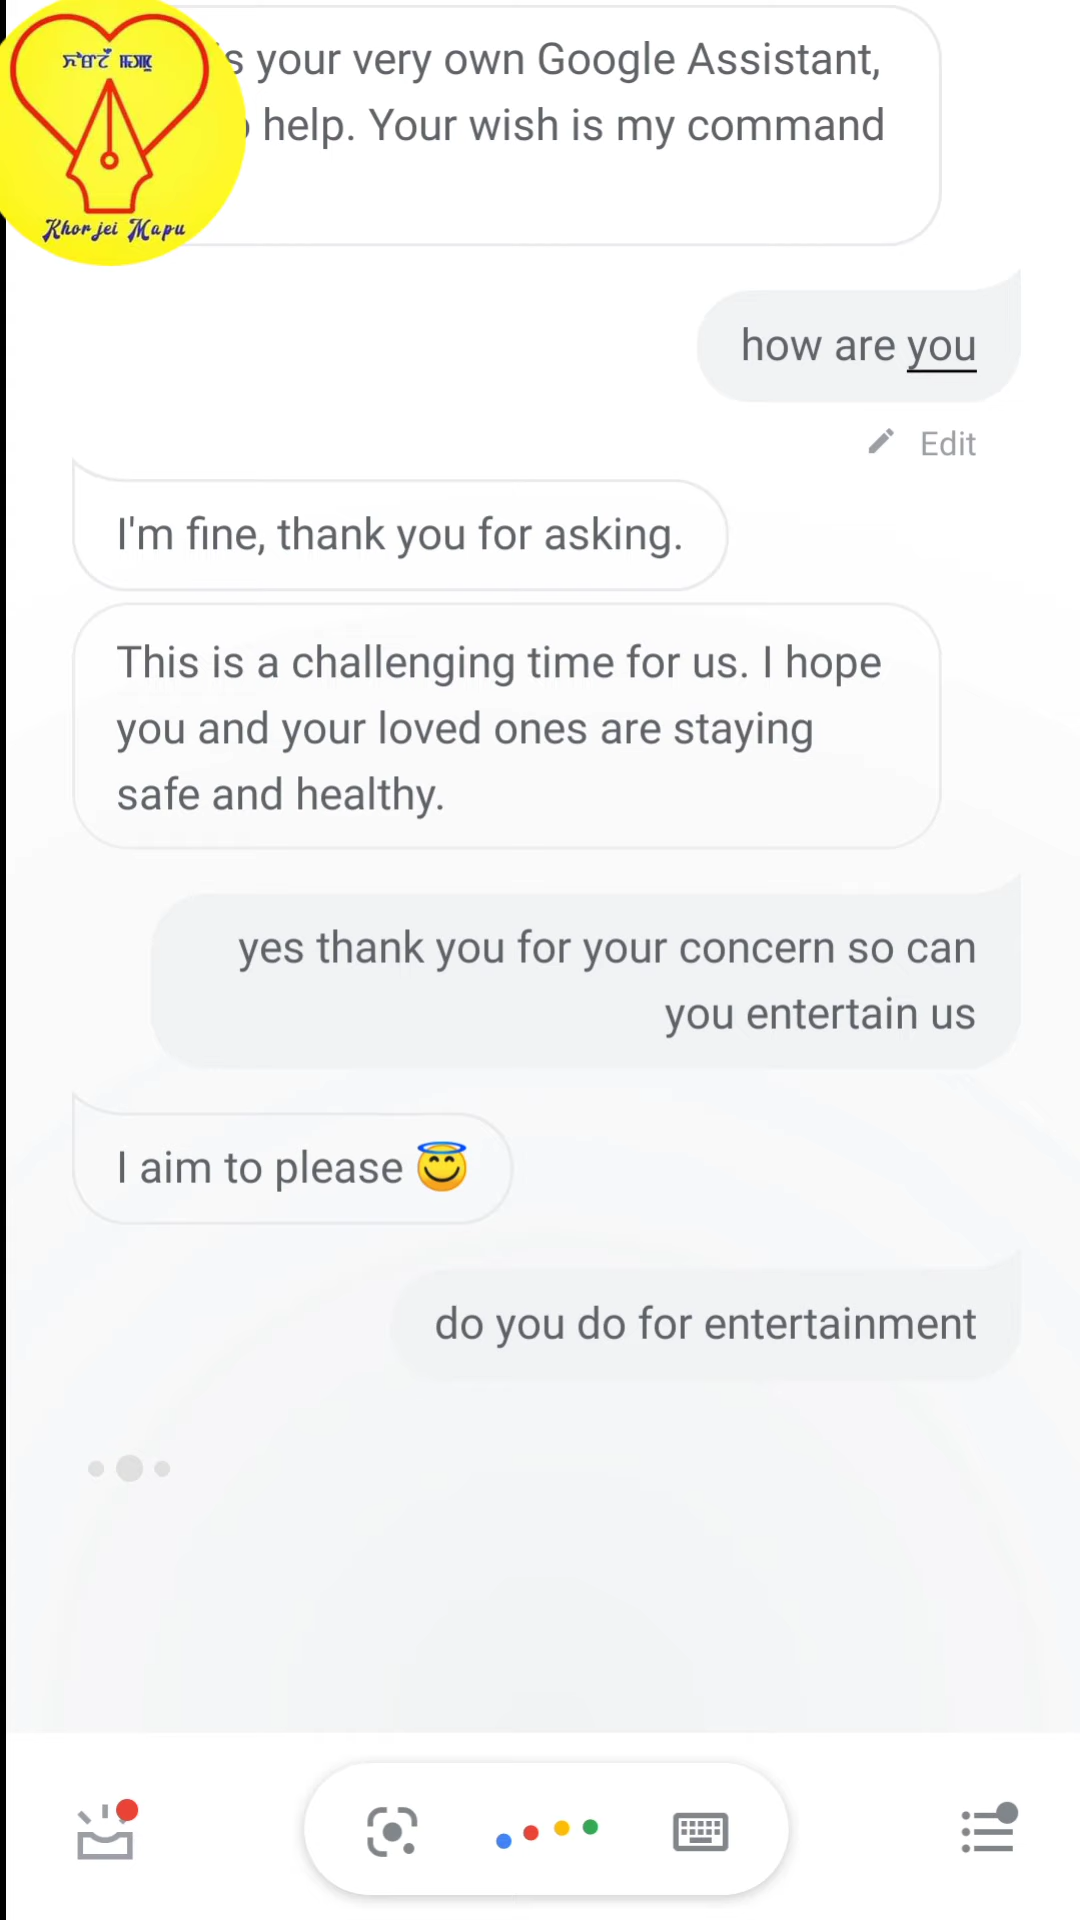 s your very own Google Assistant,
help. Your wish is my command
Khorjei Mapu
how are you
Edit
I'm fine, thank you for asking.
This is a challenging time for us. I hope
you and your loved ones are staying
safe and healthy.
yes thank you for your concern so can
you entertain us
I aim to please 😇
do you do for entertainment